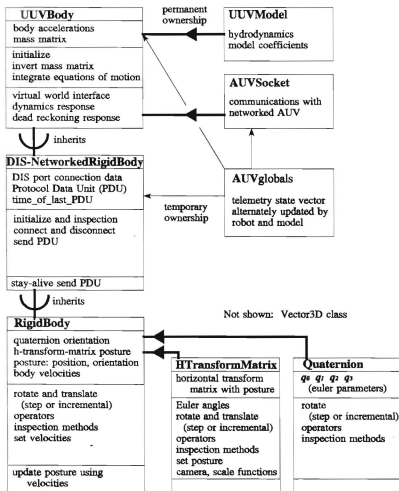 UUVBody
body accelerations
mass matrix
initialize
invert mass matrix
integrate equations of motion
virtual world interface
dynamics response
dead reckoning response
permanent
ownership
UUVModel
hydrodynamics
model coefficients
AUVSocket
communications with
networked AUV
inherits
DIS-NetworkedRigidBody
DIS port connection data
Protocol Data Unit (PDU)
time_of_last_PDU
initialize and inspection
connect and disconnect
send PDU
stay-alive send PDU
temporary
ownership
AUVglobals
telemetry state vector
alternately updated by
robot and model
inherits
Not shown: Vector3D class
RigidBody
quaternion orientation
h-transform-matrix posture
posture: position, orientation
body velocities
rotate and translate
(step or incremental)
operators
inspection methods
set velocities
update posture using
velocities
HTransformMatrix
horizontal transform
matrix with posture
Euler angles
rotate and translate
(step or incremental)
operators
inspection methods
set posture
camera, scale functions
Quaternion
q₀ q₁ q₂ q₃
(euler parameters)
rotate
(step or incremental)
operators
inspection methods